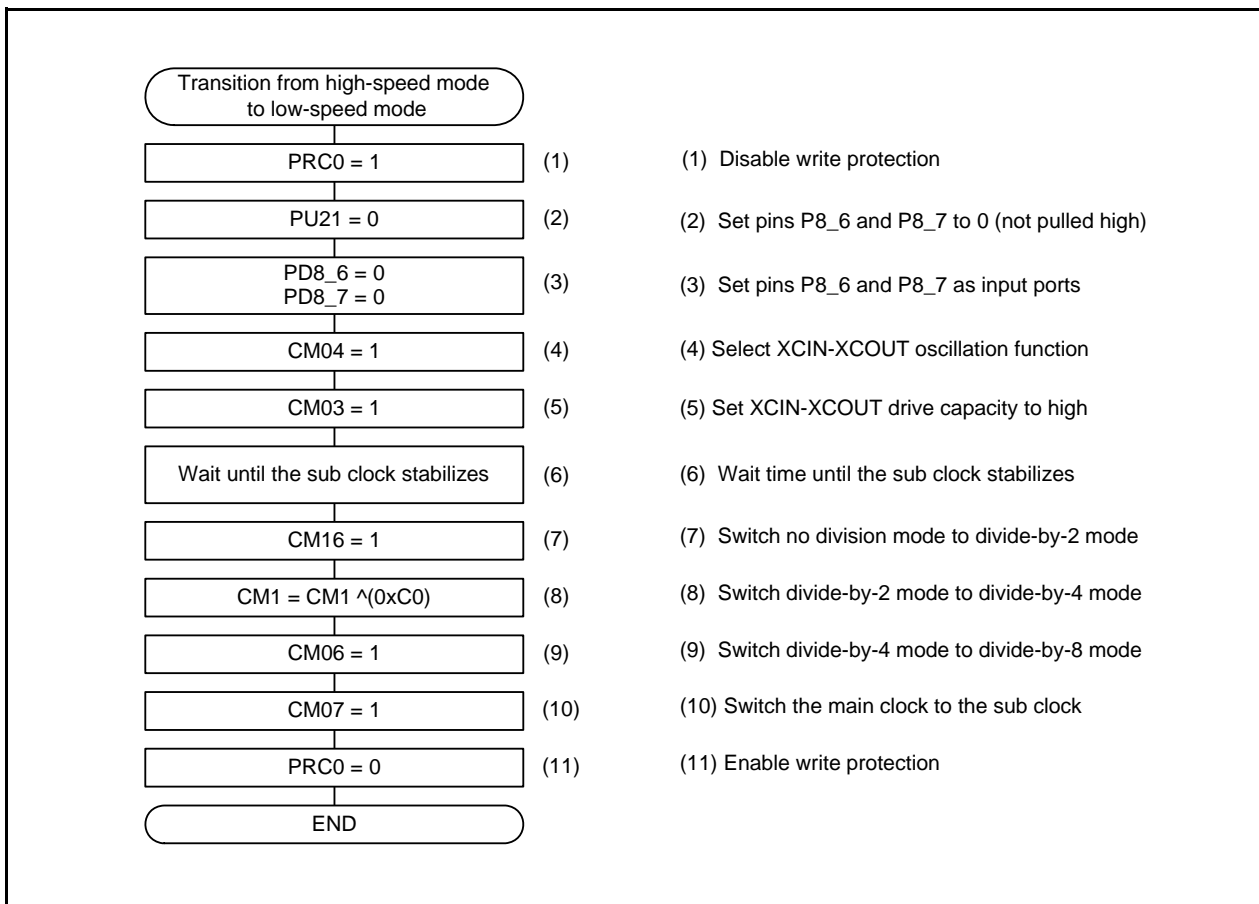 Transition from high-speed mode
to low-speed mode
PRC0 = 1 (1) (1) Disable write protection
PU21 = 0 (2) (2) Set pins P8_6 and P8_7 to 0 (not pulled high)
PD8_6 = 0
PD8_7 = 0 (3) (3) Set pins P8_6 and P8_7 as input ports
CM04 = 1 (4) (4) Select XCIN-XCOUT oscillation function
CM03 = 1 (5) (5) Set XCIN-XCOUT drive capacity to high
Wait until the sub clock stabilizes (6) (6) Wait time until the sub clock stabilizes
CM16 = 1 (7) (7) Switch no division mode to divide-by-2 mode
CM1 = CM1 ^(0xC0) (8) (8) Switch divide-by-2 mode to divide-by-4 mode
CM06 = 1 (9) (9) Switch divide-by-4 mode to divide-by-8 mode
CM07 = 1 (10) (10) Switch the main clock to the sub clock
PRC0 = 0 (11) (11) Enable write protection
END